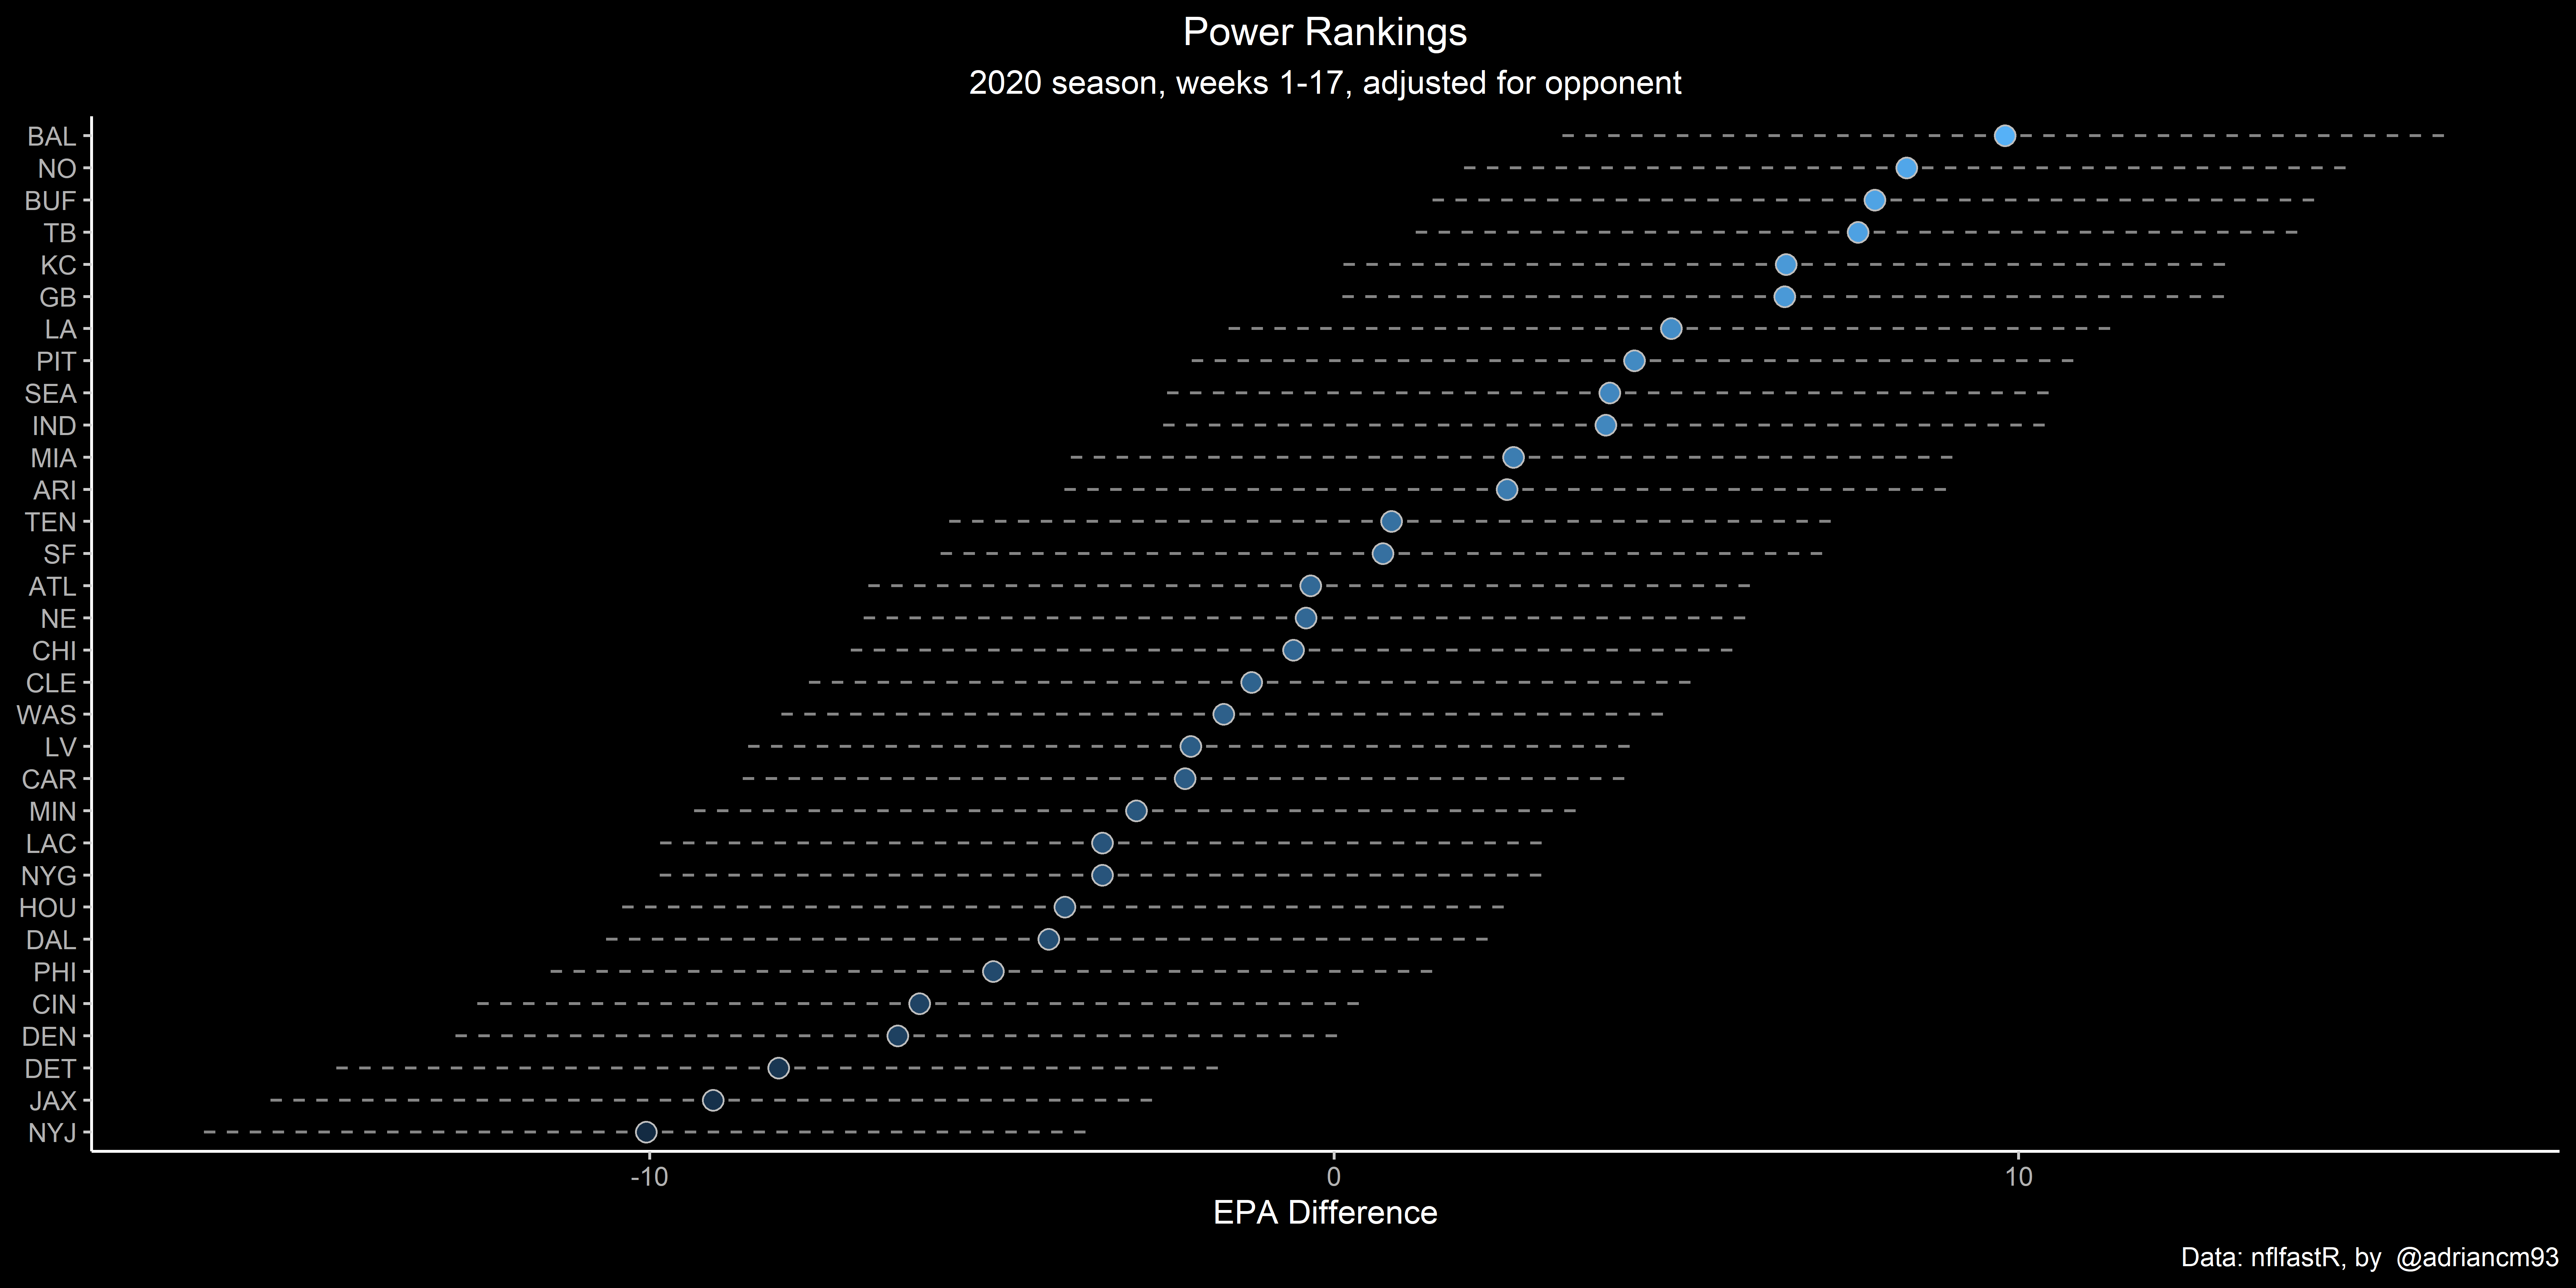 Power Rankings
2020 season, weeks 1-17, adjusted for opponent
BAL
NO
BUF
TB
KC
GB
LA
PIT
SEA
IND
MIA
ARI
TEN
SF
ATL
NE
CHI
CLE
WAS
LV
CAR
MIN
LAC
NYG
HOU
DAL
PHI
CIN
DEN
DET
JAX
NYJ
-10 0 10
EPA Difference
Data: nflfastR, by @adriancm93